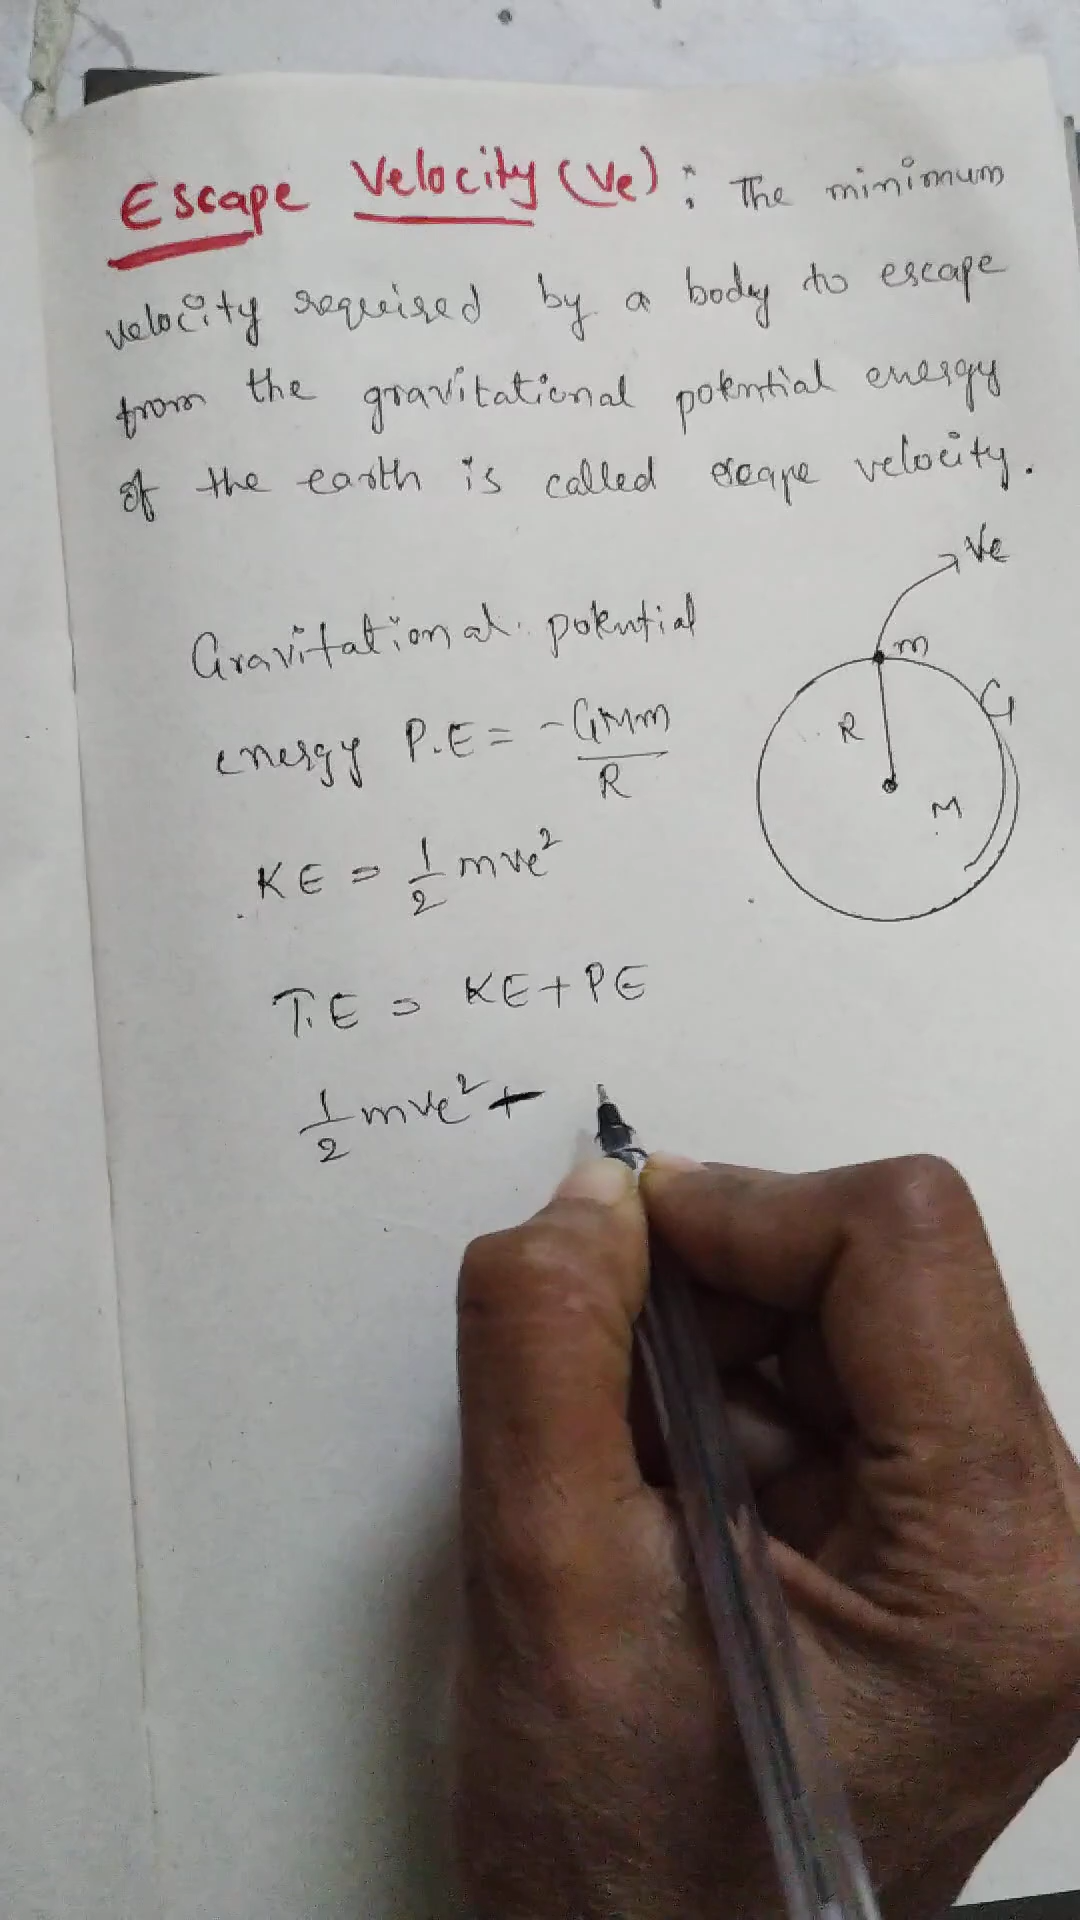 Escape Velocity (Ve) : The minimum
velocity required by a body to escape
from the gravitational potential energy
of the earth is called escape velocity.
Ve
m
G
R
M
Gravitational potential
energy P.E = -GMm/R
KE = 1/2 mve²
T.E = KE+PE
1/2 mve² +